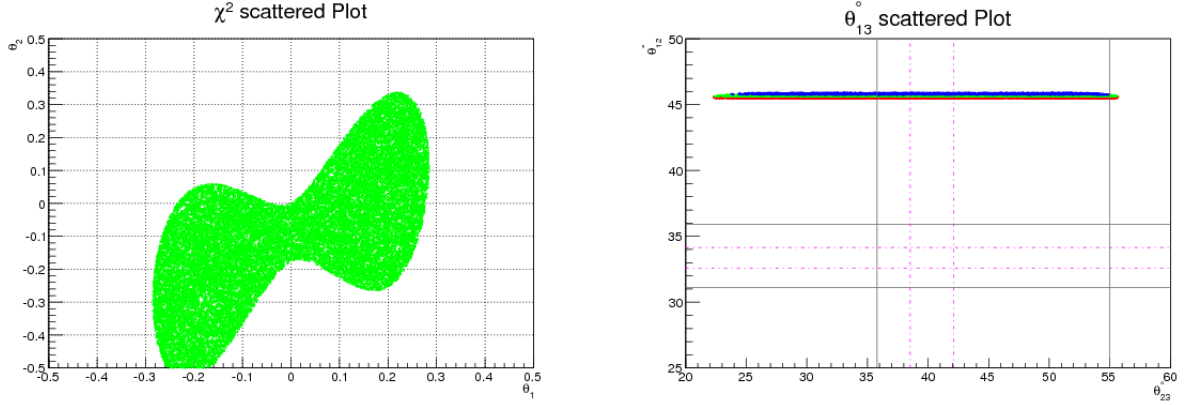 χ² scattered Plot
θ₂
0.5
0.4
0.3
0.2
0.1
0
-0.1
-0.2
-0.3
-0.4
-0.5
-0.5 -0.4 -0.3 -0.2 -0.1 0 0.1 0.2 0.3 0.4 0.5
θ₁
θ°₁₃ scattered Plot
θ°₁₂
50
45
40
35
30
25
20 25 30 35 40 45 50 55 60
θ°₂₃